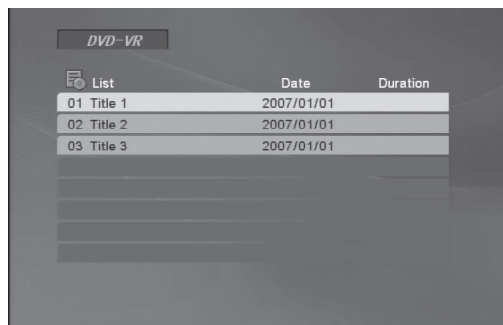 DVD-VR
List Date Duration
01 Title 1 2007/01/01
02 Title 2 2007/01/01
03 Title 3 2007/01/01